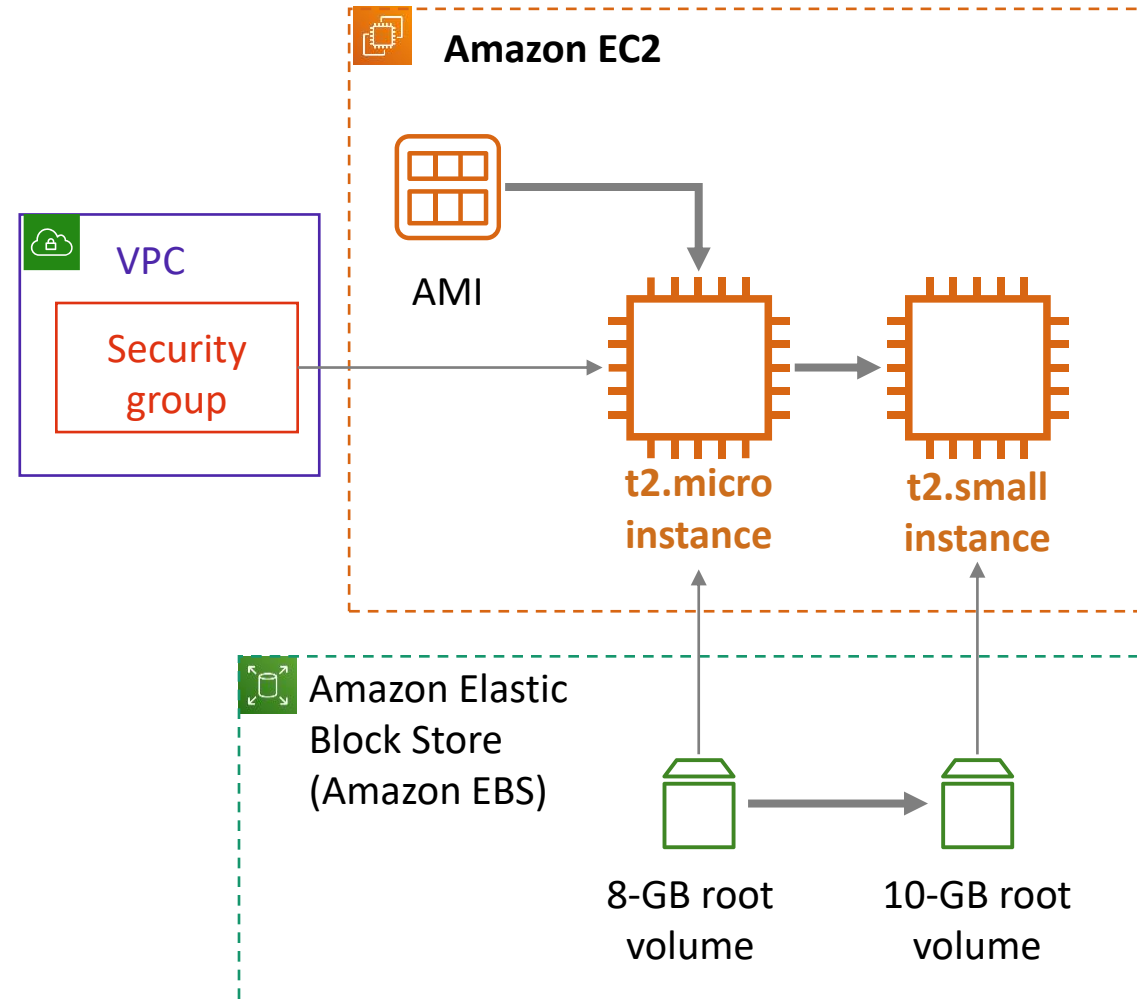 Amazon EC2
AMI
VPC
Security
group
t2.micro
instance
t2.small
instance
Amazon Elastic
Block Store
(Amazon EBS)
8-GB root
volume
10-GB root
volume